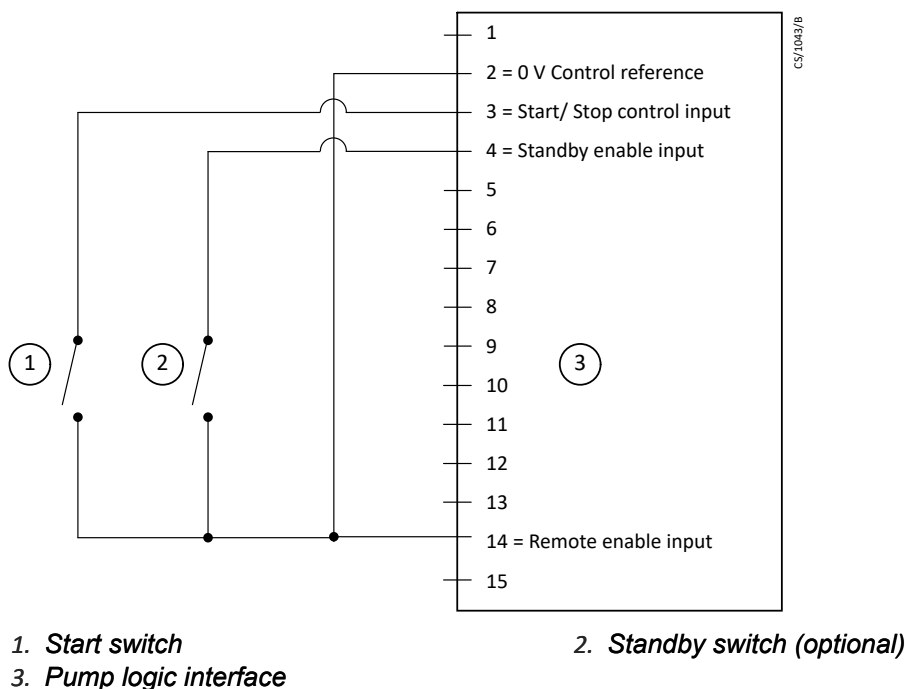 1
CS/1043/B
2 = 0 V Control reference
3 = Start/ Stop control input
4 = Standby enable input
5
6
7
8
9
1
2
3
10
11
12
13
14 = Remote enable input
15
1. Start switch
2. Standby switch (optional)
3. Pump logic interface